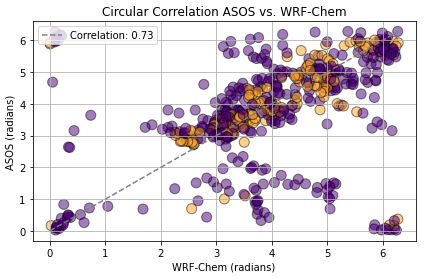 Circular Correlation ASOS vs. WRF-Chem
Correlation: 0.73
6
5
4
3
2
1
0
ASOS (radians)
0 1 2 3 4 5 6
WRF-Chem (radians)